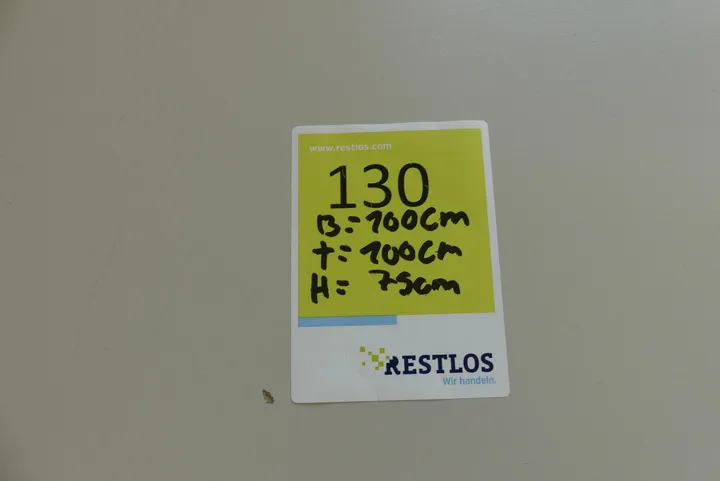 www.restlos.com
130
B = 100cm
T = 100cm
H = 75cm
RESTLOS
Wir handeln.